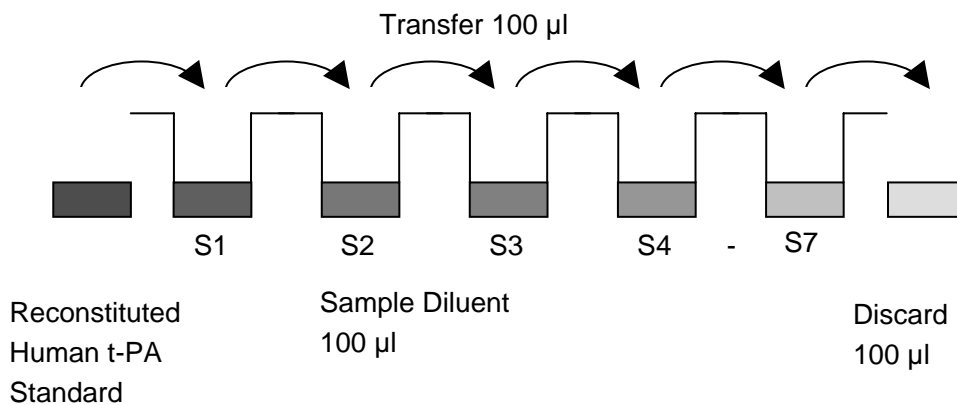 Transfer 100 µl
S1 S2 S3 S4 - S7
Reconstituted
Human t-PA
Standard
Sample Diluent
100 µl
Discard
100 µl